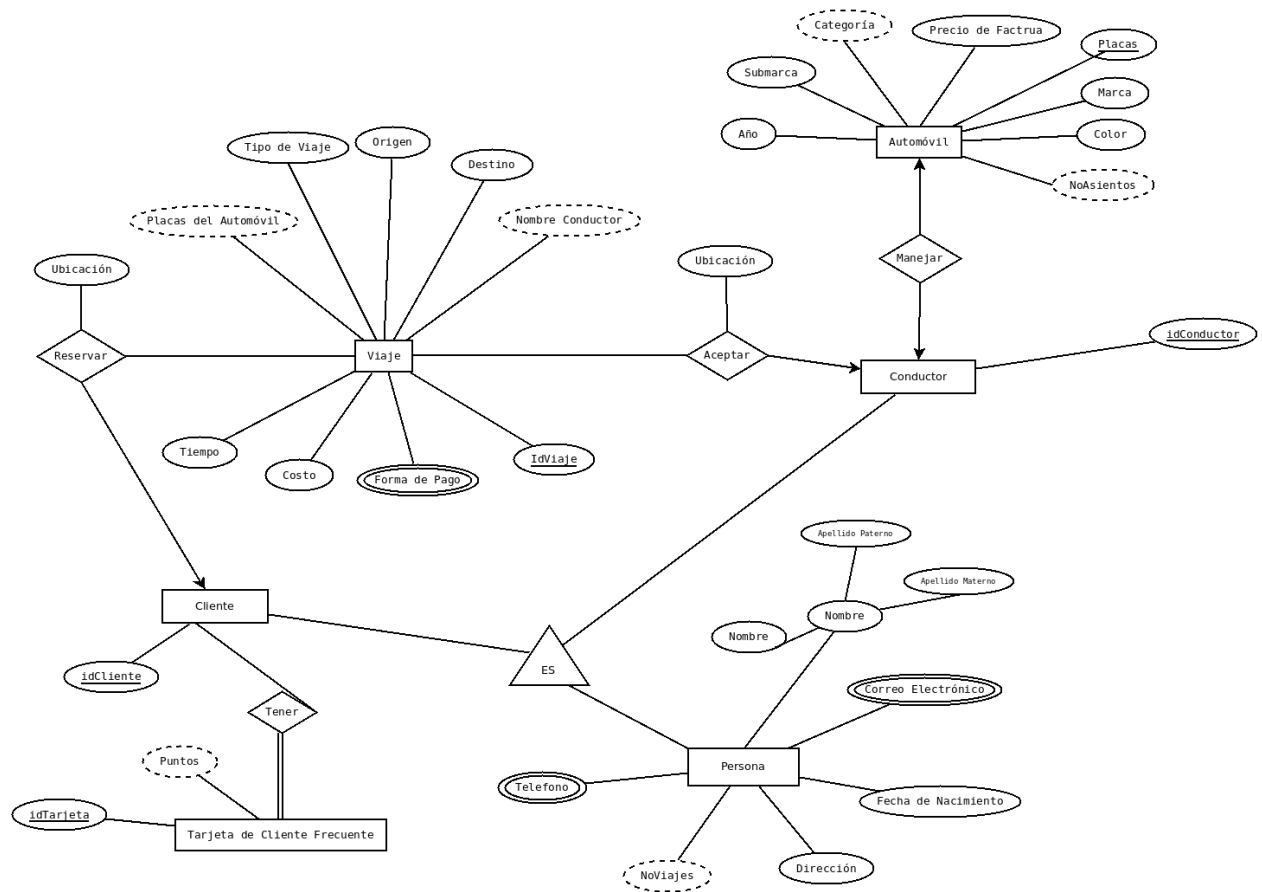 Categoría
Precio de Factrua
Placas
Submarca
Marca
Año
Automóvil
Color
NoAsientos
Tipo de Viaje
Origen
Destino
Placas del Automóvil
Nombre Conductor
Ubicación
Ubicación
Manejar
Reservar
Viaje
Aceptar
Conductor
idConductor
Tiempo
Costo
Forma de Pago
IdViaje
Apellido Paterno
Apellido Materno
Cliente
Nombre
Nombre
ES
idCliente
Tener
Correo Electrónico
Puntos
Persona
Telefono
Fecha de Nacimiento
idTarjeta
Tarjeta de Cliente Frecuente
NoViajes
Dirección